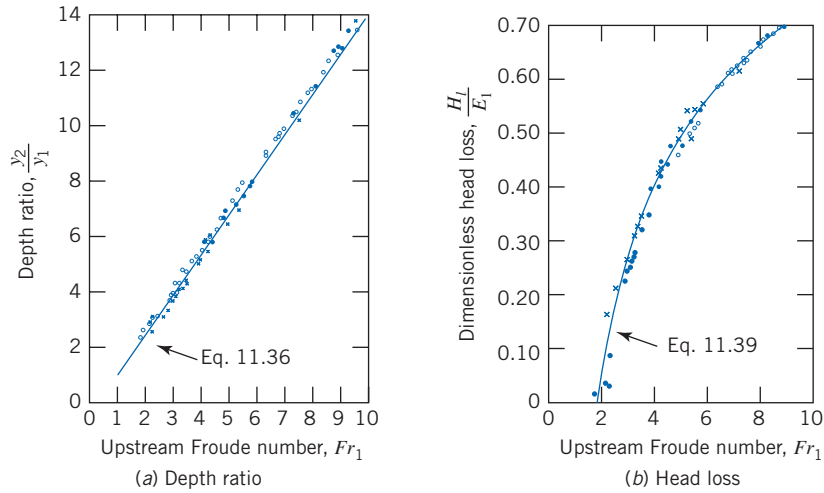 14
12
10
8
6
4
2
0
Depth ratio, y2/y1
Eq. 11.36
0 1 2 3 4 5 6 7 8 9 10
Upstream Froude number, Fr1
(a) Depth ratio
0.70
0.60
0.50
0.40
0.30
0.20
0.10
0
Dimensionless head loss, Hl/E1
Eq. 11.39
0 2 4 6 8 10
Upstream Froude number, Fr1
(b) Head loss